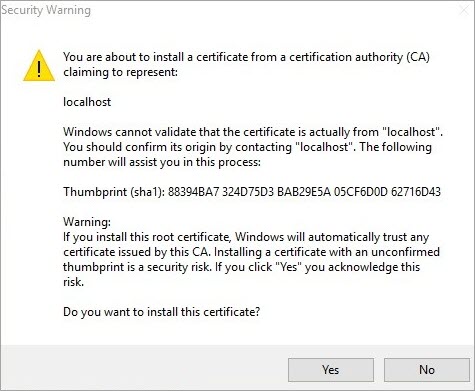 Security Warning
You are about to install a certificate from a certification authority (CA)
claiming to represent:
localhost
Windows cannot validate that the certificate is actually from "localhost".
You should confirm its origin by contacting "localhost". The following
number will assist you in this process:
Thumbprint (sha1): 88394BA7 324D75D3 BAB29E5A 05CF6D0D 62716D43
Warning:
If you install this root certificate, Windows will automatically trust any
certificate issued by this CA. Installing a certificate with an unconfirmed
thumbprint is a security risk. If you click "Yes" you acknowledge this
risk.
Do you want to install this certificate?
Yes No